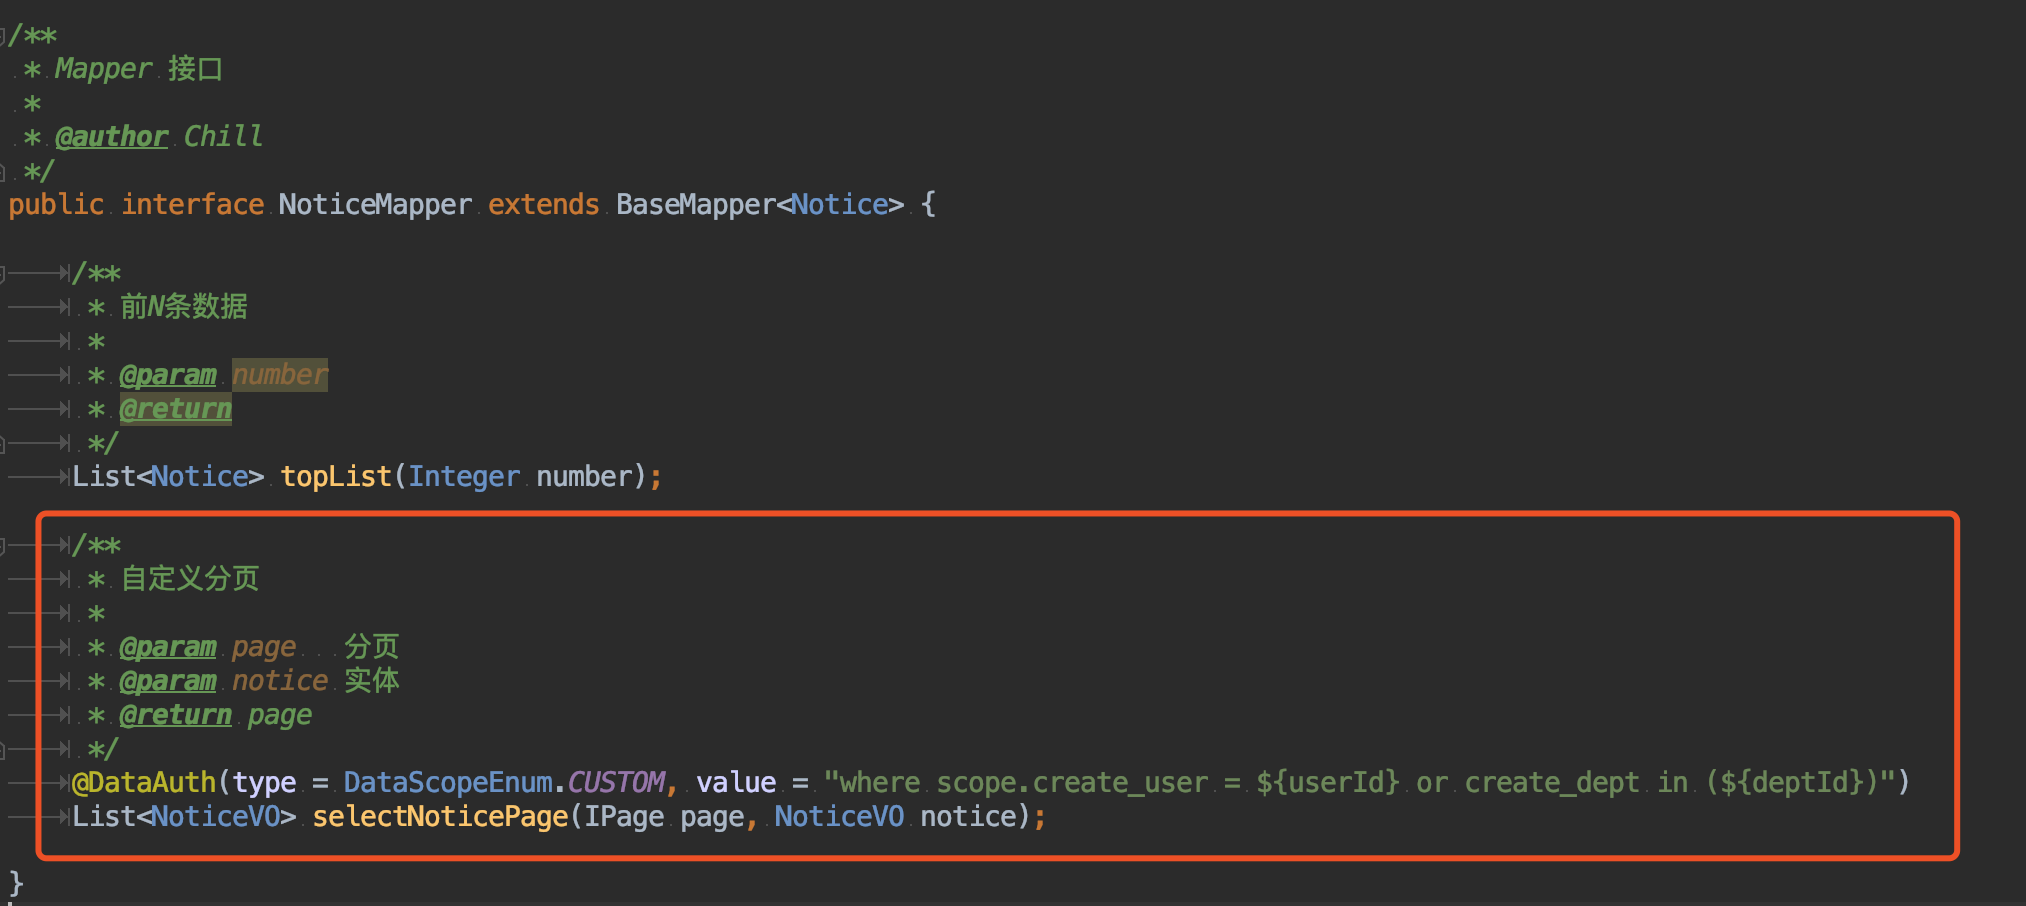 /**
 * Mapper 接口
 *
 * @author Chill
 */
public interface NoticeMapper extends BaseMapper<Notice> {
/**
 * 前N条数据
 *
 * @param number
 * @return
 */
List<Notice> topList(Integer number);
/**
 * 自定义分页
 *
 * @param page   分页
 * @param notice 实体
 * @return page
 */
@DataAuth(type = DataScopeEnum.CUSTOM, value = "where scope.create_user = ${userId} or create_dept in (${deptId})")
List<NoticeVO> selectNoticePage(IPage page, NoticeVO notice);
}